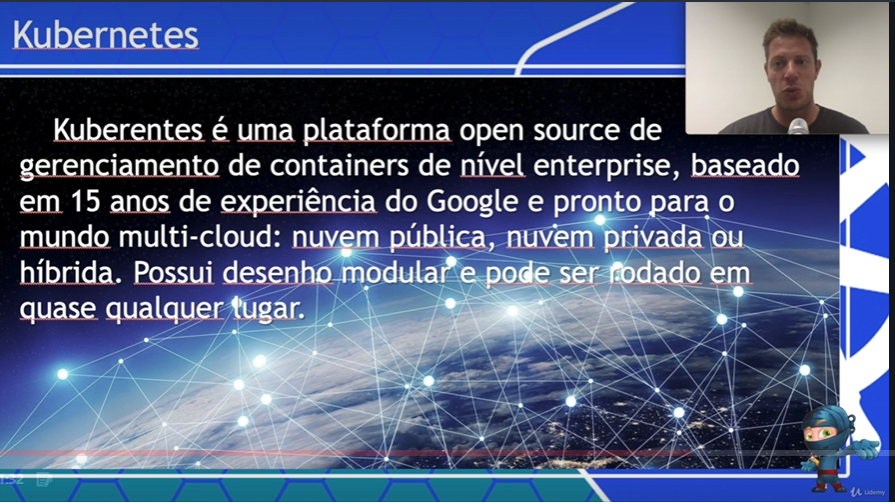 Kubernetes
Kuberentes é uma plataforma open source de
gerenciamento de containers de nível enterprise, baseado
em 15 anos de experiência do Google e pronto para o
mundo multi-cloud: nuvem pública, nuvem privada ou
híbrida. Possui desenho modular e pode ser rodado em
quase qualquer lugar.
1:52
Udemy